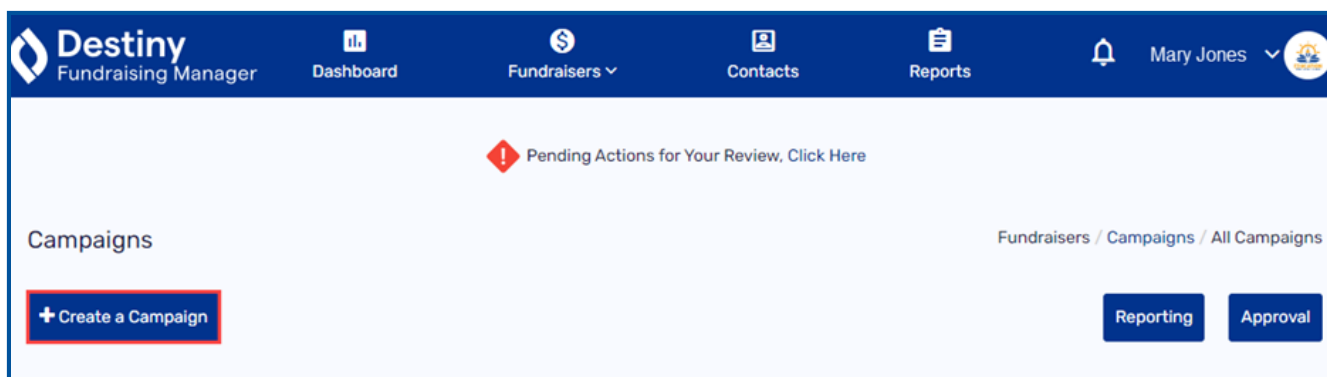 Destiny
Fundraising Manager
Dashboard
Fundraisers
Contacts
Reports
Mary Jones
Pending Actions for Your Review, Click Here
Campaigns
Fundraisers / Campaigns / All Campaigns
+ Create a Campaign
Reporting
Approval